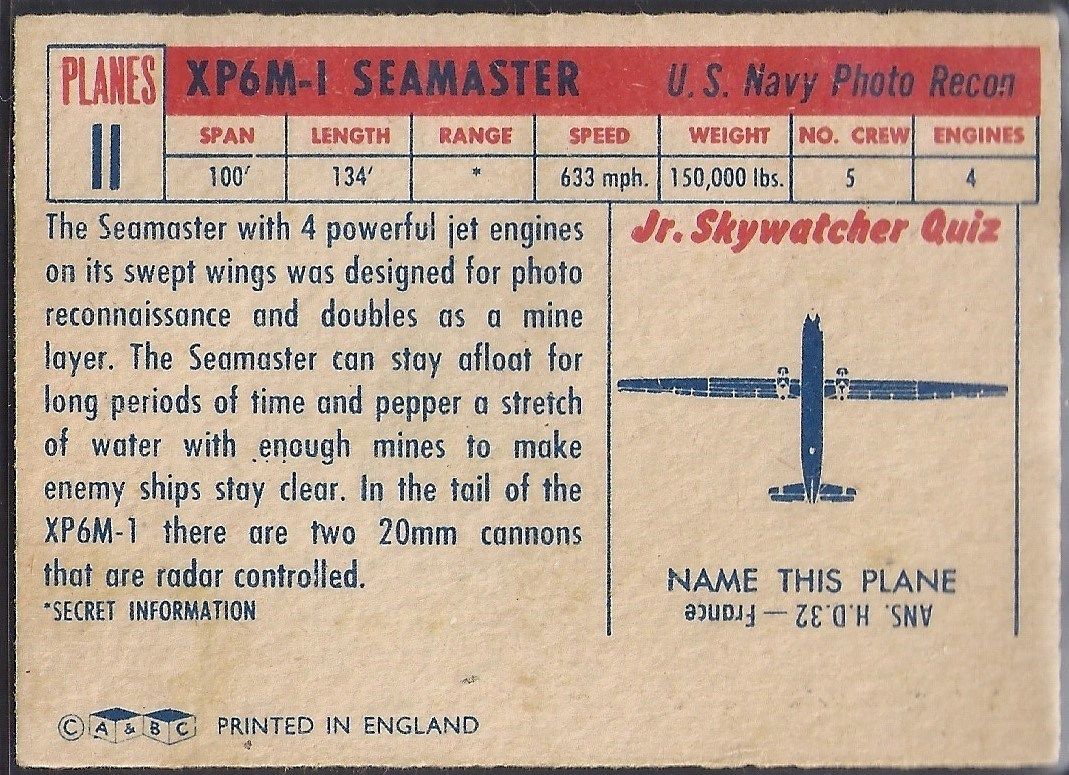 PLANES
11
XP6M-1 SEAMASTER U.S. Navy Photo Recon
SPAN LENGTH RANGE SPEED WEIGHT NO. CREW ENGINES
100′ 134′ * 633 mph. 150,000 lbs. 5 4
The Seamaster with 4 powerful jet engines
on its swept wings was designed for photo
reconnaissance and doubles as a mine
layer. The Seamaster can stay afloat for
long periods of time and pepper a stretch
of water with enough mines to make
enemy ships stay clear. In the tail of the
XP6M-1 there are two 20mm cannons
that are radar controlled.
*SECRET INFORMATION
Jr. Skywatcher Quiz
NAME THIS PLANE
ANS. H.D.32 — France
© A & B C PRINTED IN ENGLAND